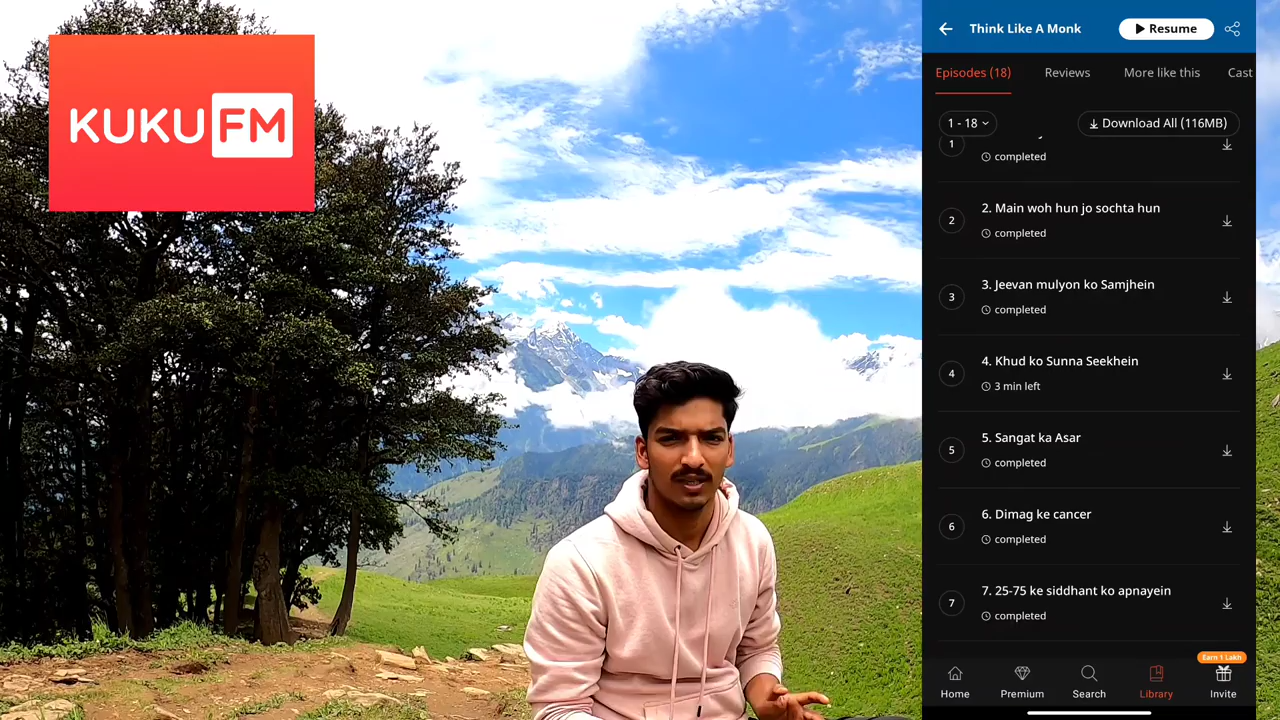 KUKU FM
Think Like A Monk
Resume
Episodes (18)
Reviews
More like this
Cast
1 - 18
Download All (116MB)
1
completed
2
2. Main woh hun jo sochta hun
completed
3
3. Jeevan mulyon ko Samjhein
completed
4
4. Khud ko Sunna Seekhein
3 min left
5
5. Sangat ka Asar
completed
6
6. Dimag ke cancer
completed
7
7. 25-75 ke siddhant ko apnayein
completed
Earn 1 Lakh
Home
Premium
Search
Library
Invite